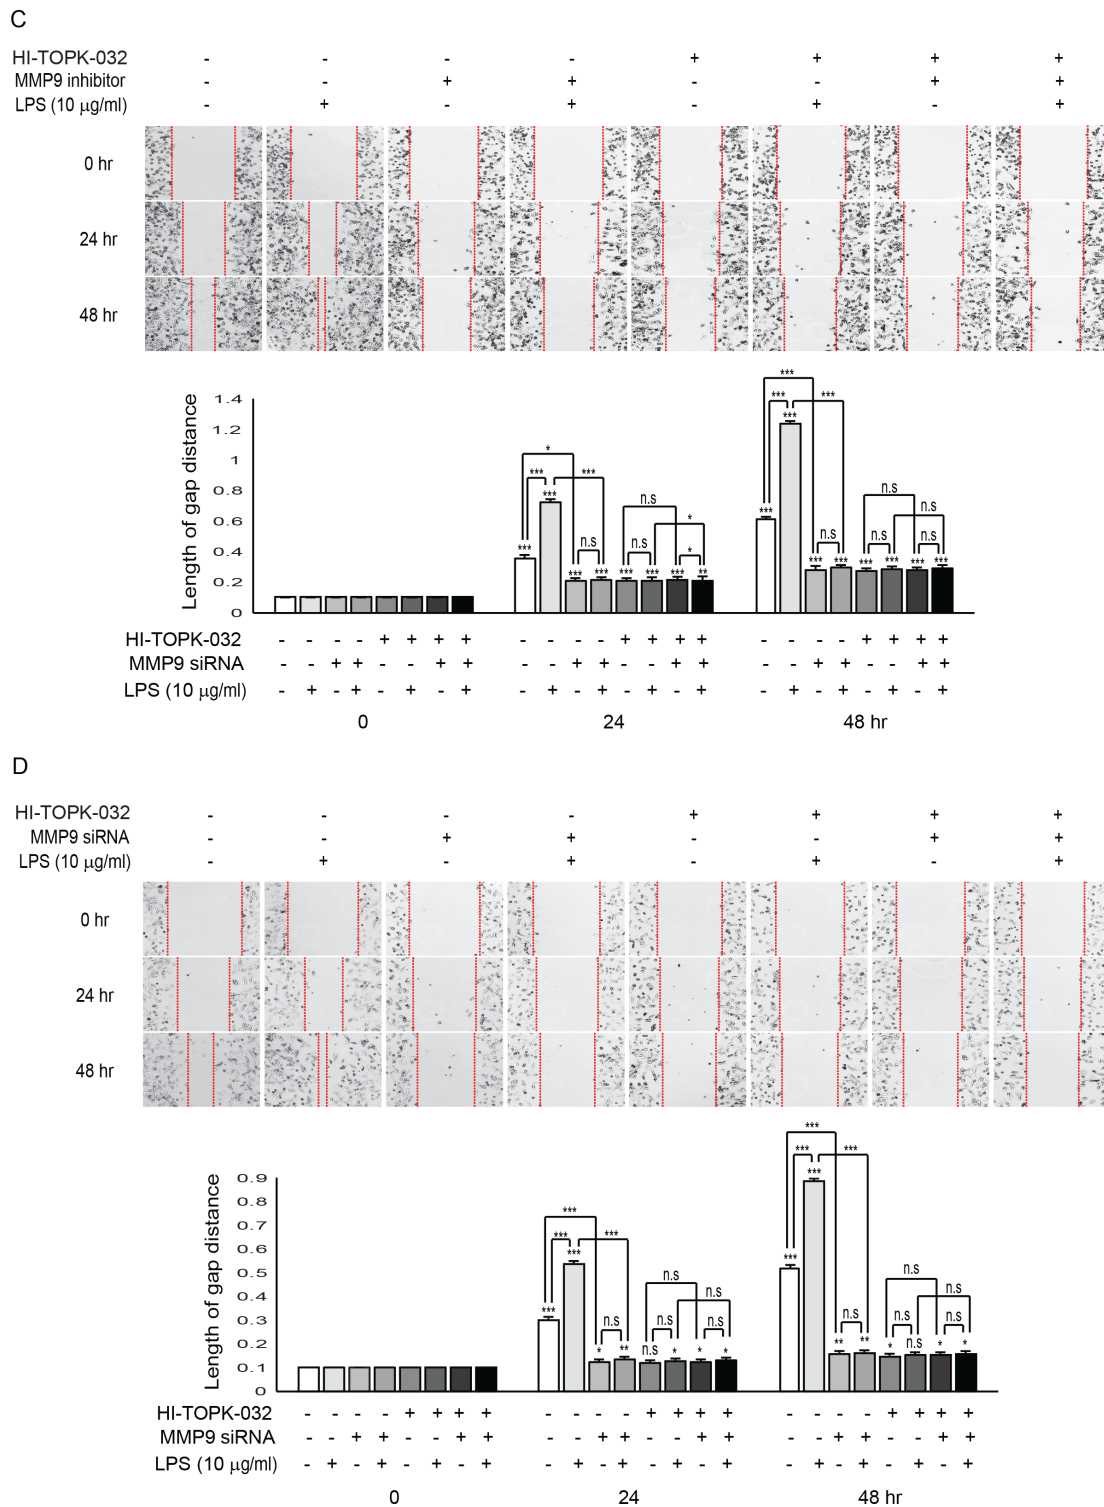 C
HI-TOPK-032 - - - - + + + +
MMP9 inhibitor - - + + - - + +
LPS (10 μg/ml) - + - + - + - +
0 hr
24 hr
48 hr
Length of gap distance
1.4
1.2
1
0.8
0.6
0.4
0.2
0
*** *** * *** *** *** n.s *** *** n.s *** *** n.s *** * * **
*** *** *** *** *** *** n.s *** *** n.s *** *** n.s n.s n.s *** ***
HI-TOPK-032 - - - - + + + + - - - - + + + + - - - - + + + +
MMP9 siRNA - - + + - - + + - - + + - - + + - - + + - - + +
LPS (10 μg/ml) - + - + - + - + - + - + - + - + - + - + - + - +
0 24 48 hr
D
HI-TOPK-032 - - - - + + + +
MMP9 siRNA - - + + - - + +
LPS (10 μg/ml) - + - + - + - +
0 hr
24 hr
48 hr
Length of gap distance
0.9
0.8
0.7
0.6
0.5
0.4
0.3
0.2
0.1
0
*** *** *** *** *** * n.s ** n.s n.s * n.s n.s * n.s *
*** *** *** *** *** ** n.s ** * n.s n.s n.s n.s * n.s *
HI-TOPK-032 - - - - + + + + - - - - + + + + - - - - + + + +
MMP9 siRNA - - + + - - + + - - + + - - + + - - + + - - + +
LPS (10 μg/ml) - + - + - + - + - + - + - + - + - + - + - + - +
0 24 48 hr